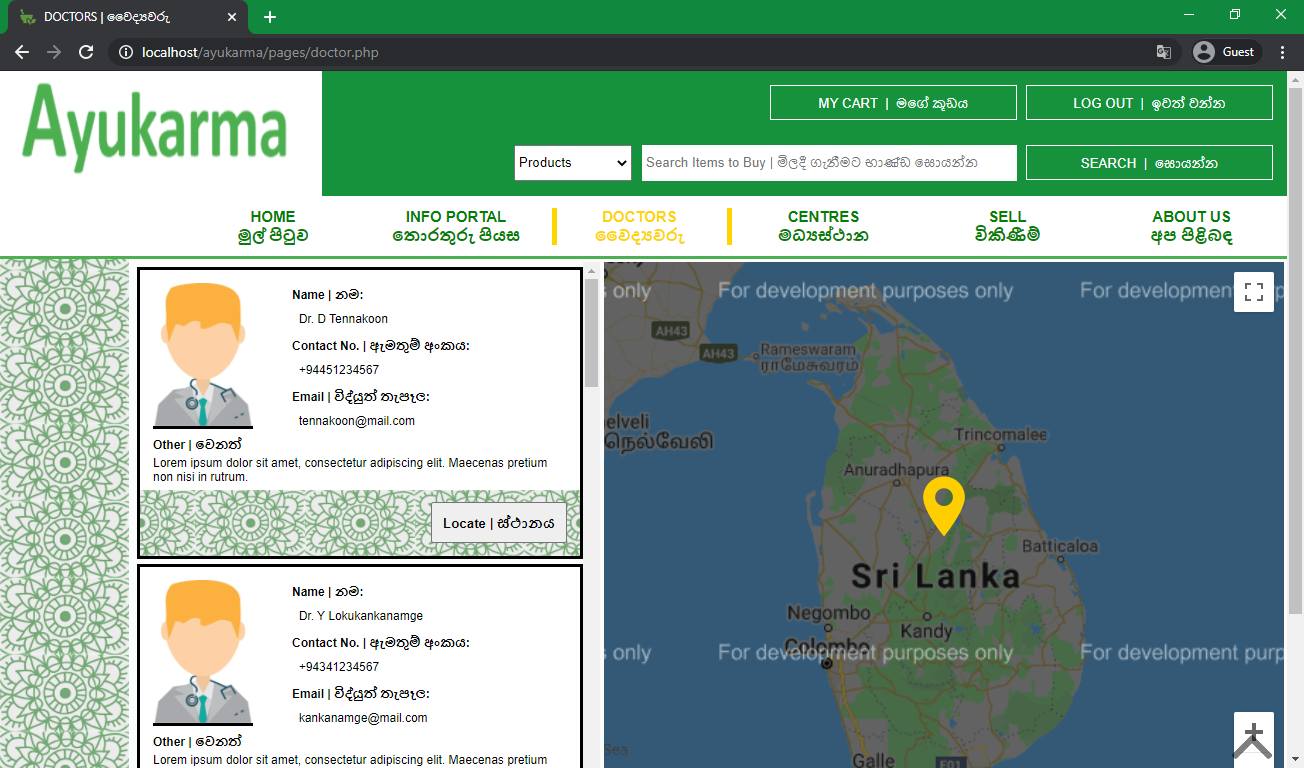 DOCTORS | වෛද්‍යවරු
localhost/ayukarma/pages/doctor.php
Guest
Ayukarma
MY CART | මගේ කූඩය
LOG OUT | ඉවත් වන්න
Products
Search Items to Buy | මිලදී ගැනීමට භාණ්ඩ සොයන්න
SEARCH | සොයන්න
HOME
මුල් පිටුව
INFO PORTAL
තොරතුරු පියස
DOCTORS
වෛද්‍යවරු
CENTRES
මධ්‍යස්ථාන
SELL
විකිණීම්
ABOUT US
අප පිළිබඳ
Name | නම:
Dr. D Tennakoon
Contact No. | ඇමතුම් අංකය:
+94451234567
Email | විද්යුත් තැපෑල:
tennakoon@mail.com
Other | වෙනත්
Lorem ipsum dolor sit amet, consectetur adipiscing elit. Maecenas pretium
non nisi in rutrum.
Locate | ස්ථානය
Name | නම:
Dr. Y Lokukankanamge
Contact No. | ඇමතුම් අංකය:
+94341234567
Email | විද්යුත් තැපෑල:
kankanamge@mail.com
Other | වෙනත්
Lorem ipsum dolor sit amet, consectetur adipiscing elit. Maecenas pretium
s only
For development purposes only
For development purp
AH43
AH43
Rameswaram
ராமேசுவரம்
elveli
நெல்வேலி
Trincomalee
Anuradhapura
Batticaloa
Sri Lanka
Negombo
Kandy
Colombo
s only
For development purposes only
For development purp
Sea
Galle
E01